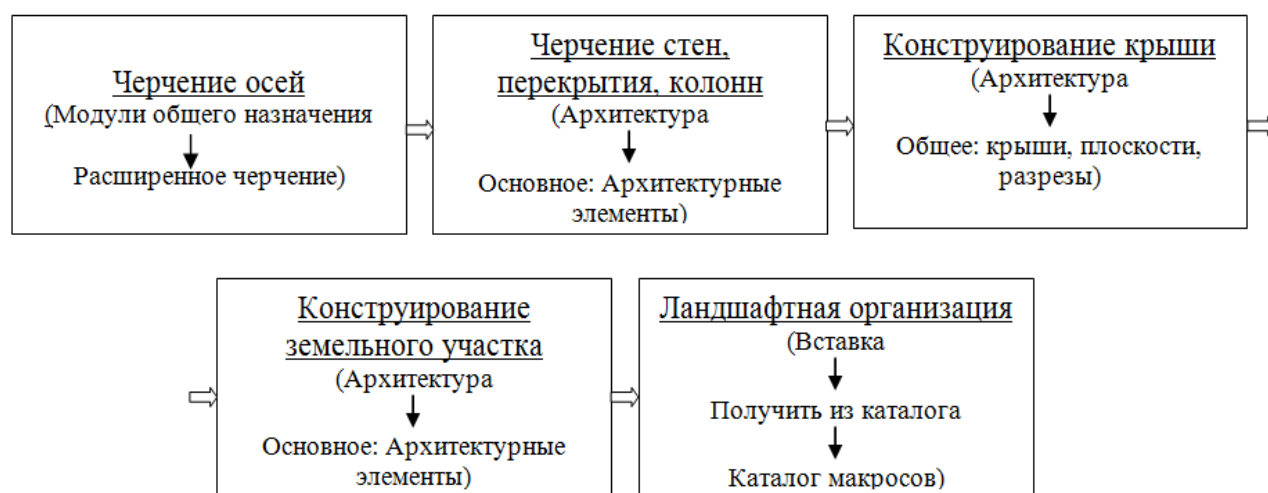 Черчение осей
(Модули общего назначения
Расширенное черчение)
Черчение стен,
перекрытия, колонн
(Архитектура
Основное: Архитектурные
элементы)
Конструирование крыши
(Архитектура
Общее: крыши, плоскости,
разрезы)
Конструирование
земельного участка
(Архитектура
Основное: Архитектурные
элементы)
Ландшафтная организация
(Вставка
Получить из каталога
Каталог макросов)